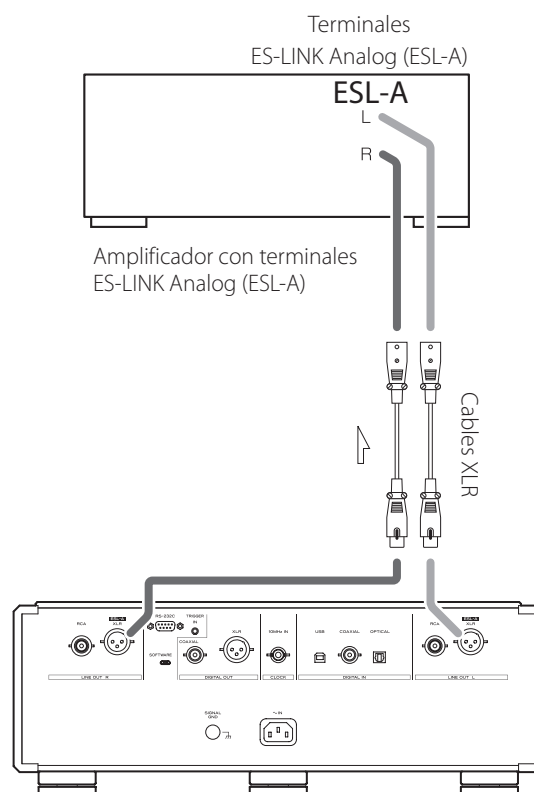 Terminales
ES-LINK Analog (ESL-A)
ESL-A
L
R
Amplificador con terminales
ES-LINK Analog (ESL-A)
Cables XLR
RCA
ESL-A
XLR
RS-232C
TRIGGER
IN
SOFTWARE
COAXIAL
XLR
10MHz IN
USB
COAXIAL
OPTICAL
RCA
ESL-A
XLR
LINE OUT R
DIGITAL OUT
CLOCK
DIGITAL IN
LINE OUT L
SIGNAL
GND
~ IN